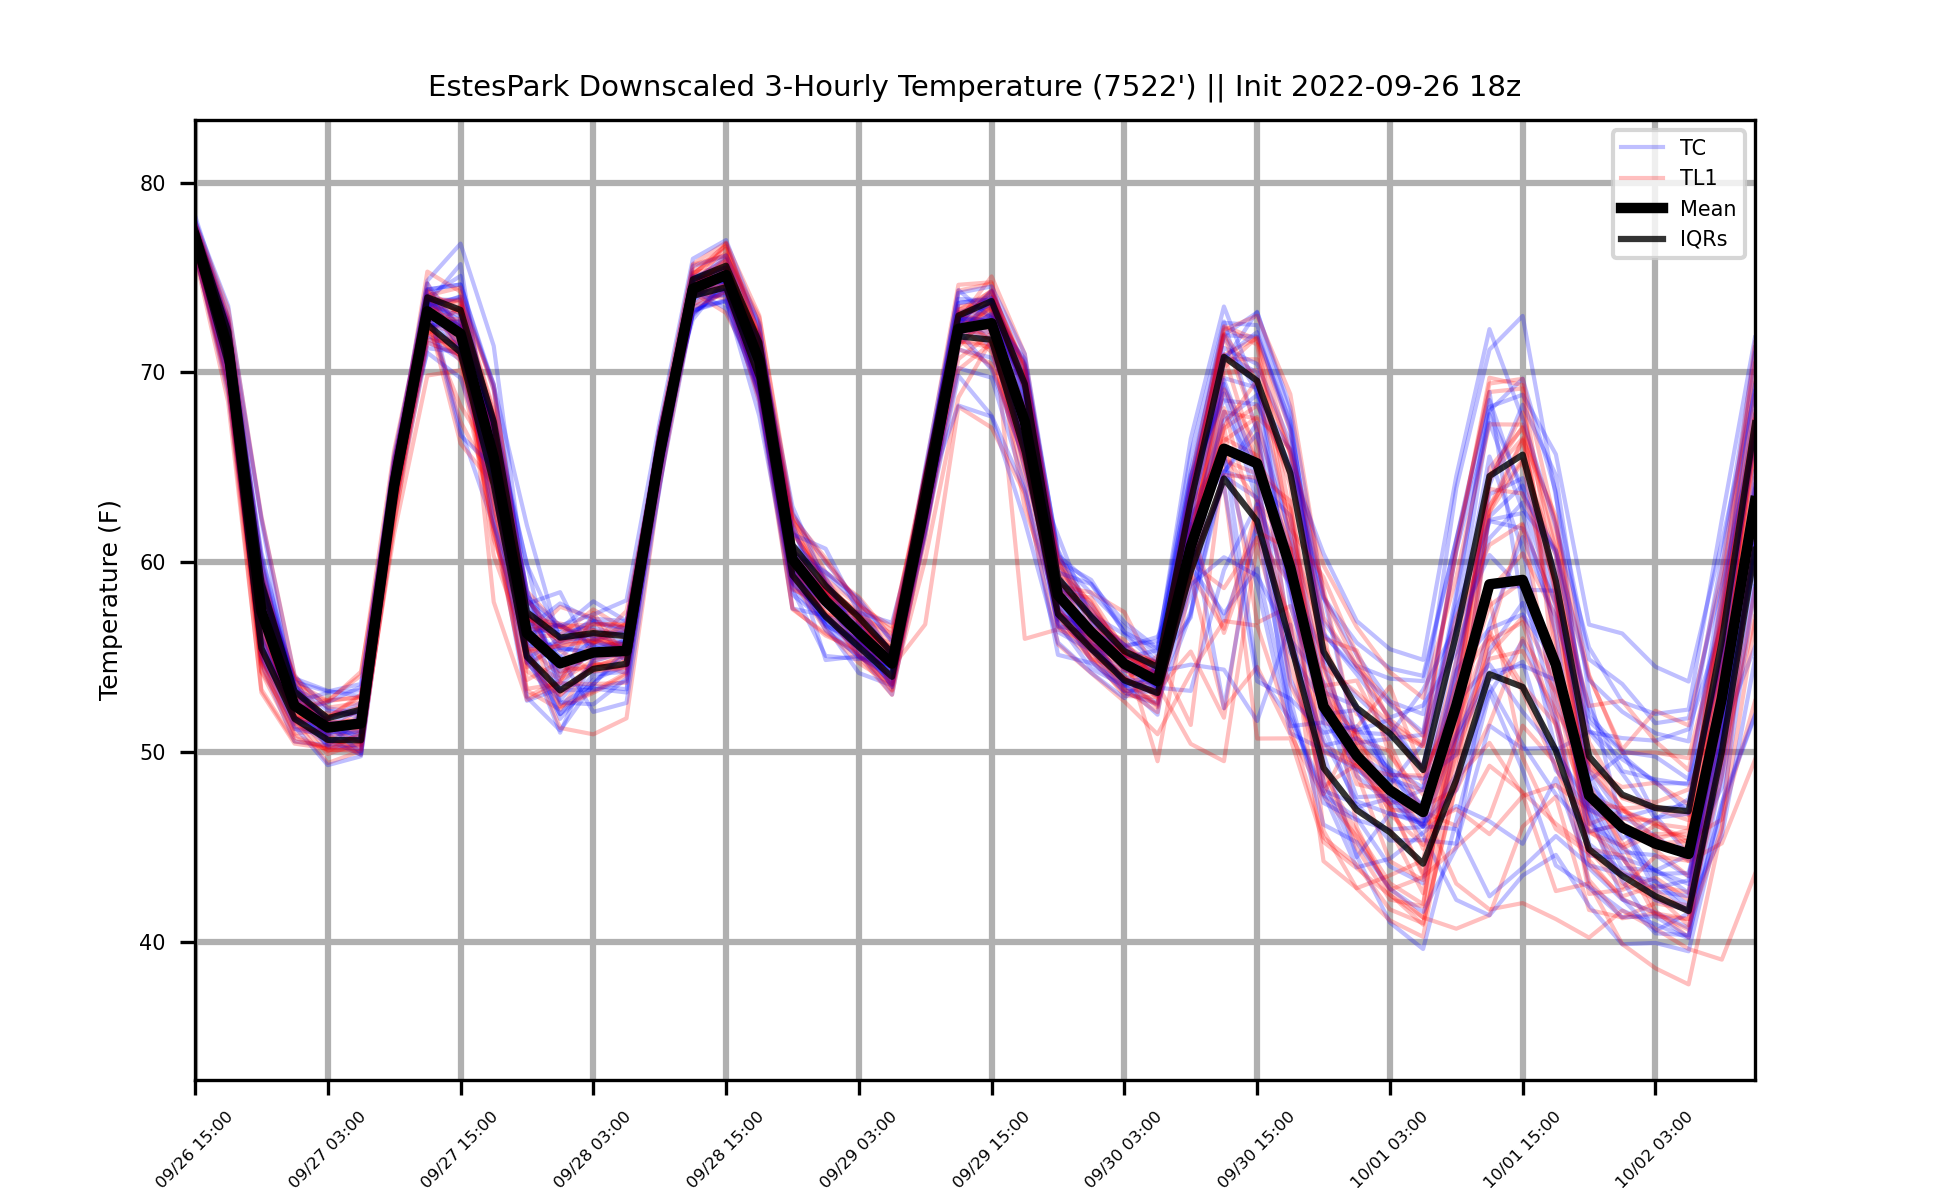 EstesPark Downscaled 3-Hourly Temperature (7522') || Init 2022-09-26 18z
TC
TL1
Mean
IQRs
Temperature (F)
80
70
60
50
40
09/26 15:00
09/27 03:00
09/27 15:00
09/28 03:00
09/28 15:00
09/29 03:00
09/29 15:00
09/30 03:00
09/30 15:00
10/01 03:00
10/01 15:00
10/02 03:00